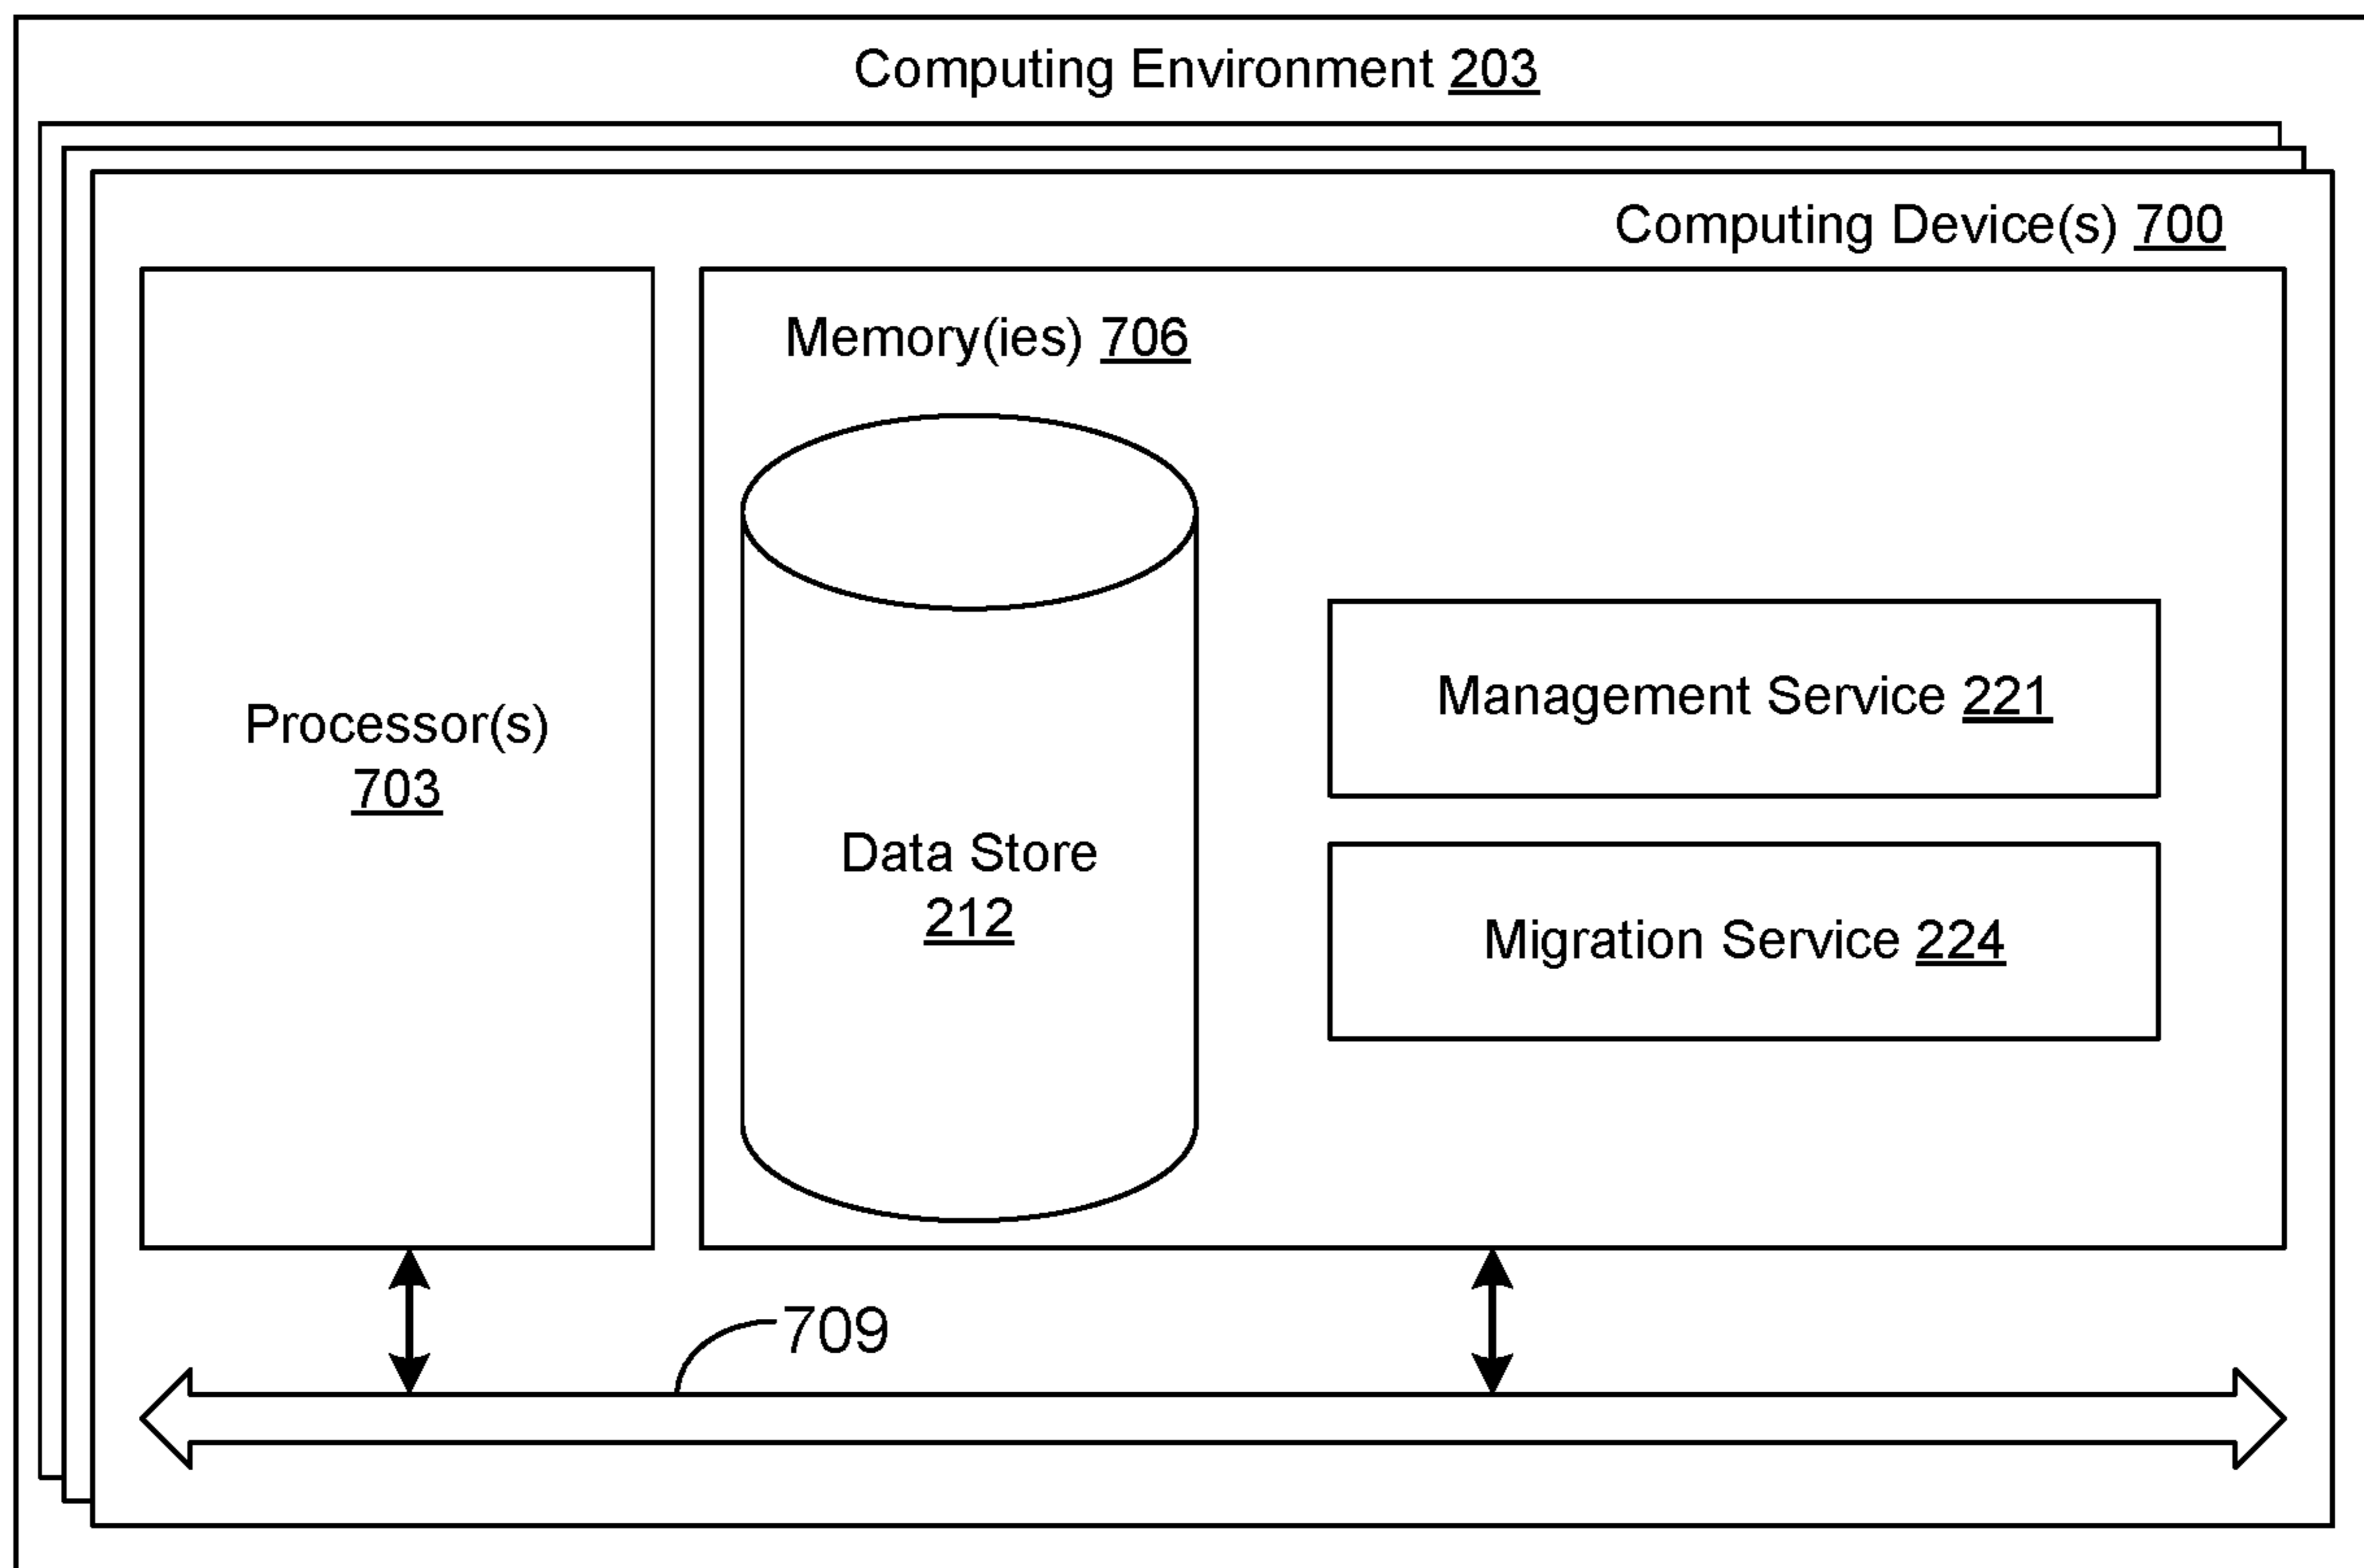 Computing Environment 203
Computing Device(s) 700
Memory(ies) 706
Processor(s)
703
Data Store
212
Management Service 221
Migration Service 224
709